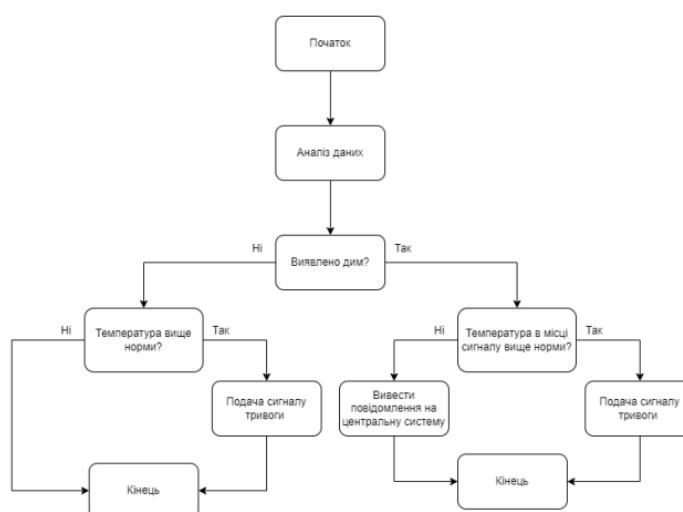 Початок
Аналіз даних
Ні
Так
Виявлено дим?
Ні
Температура вище
норми?
Так
Ні
Температура в місці
сигналу вище норми?
Так
Подача сигналу
тривоги
Вивести
повідомлення на
центральну систему
Подача сигналу
тривоги
Кінець
Кінець